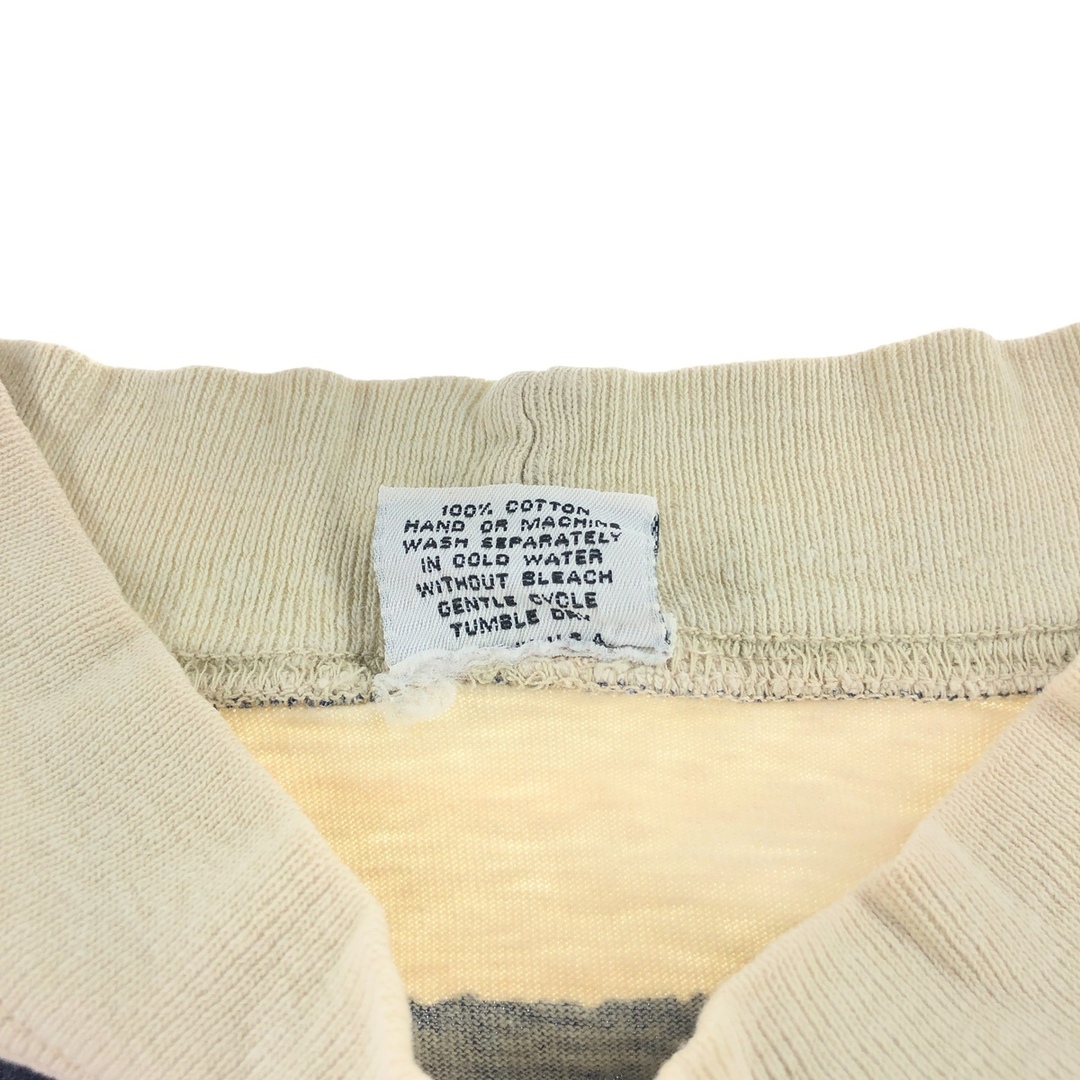 100% COTTON
HAND OR MACHINE
WASH SEPARATELY
IN COLD WATER
WITHOUT BLEACH
GENTLE CYCLE
TUMBLE DRY
U.S.A.